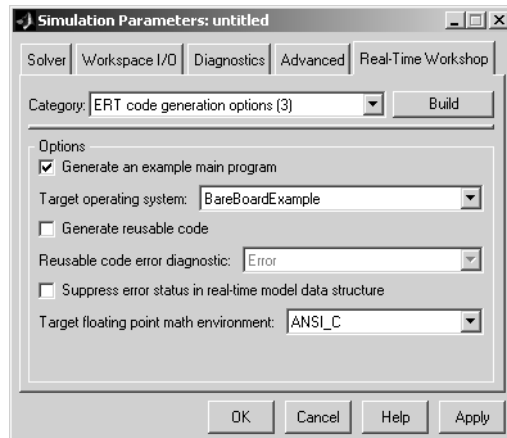 Simulation Parameters: untitled
Solver Workspace I/O Diagnostics Advanced Real-Time Workshop
Category: ERT code generation options (3) Build
Options
Generate an example main program
Target operating system: BareBoardExample
Generate reusable code
Reusable code error diagnostic: Error
Suppress error status in real-time model data structure
Target floating point math environment: ANSI_C
OK Cancel Help Apply